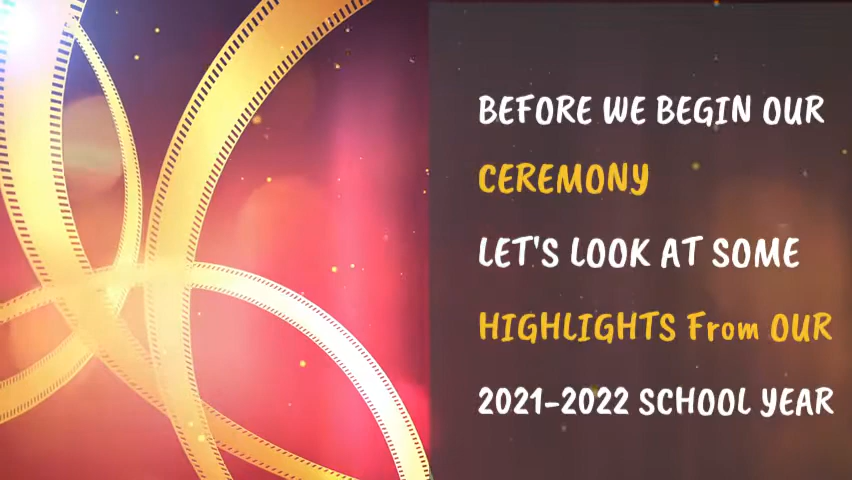 BEFORE WE BEGIN OUR
CEREMONY
LET'S LOOK AT SOME
HIGHLIGHTS From OUR
2021-2022 SCHOOL YEAR